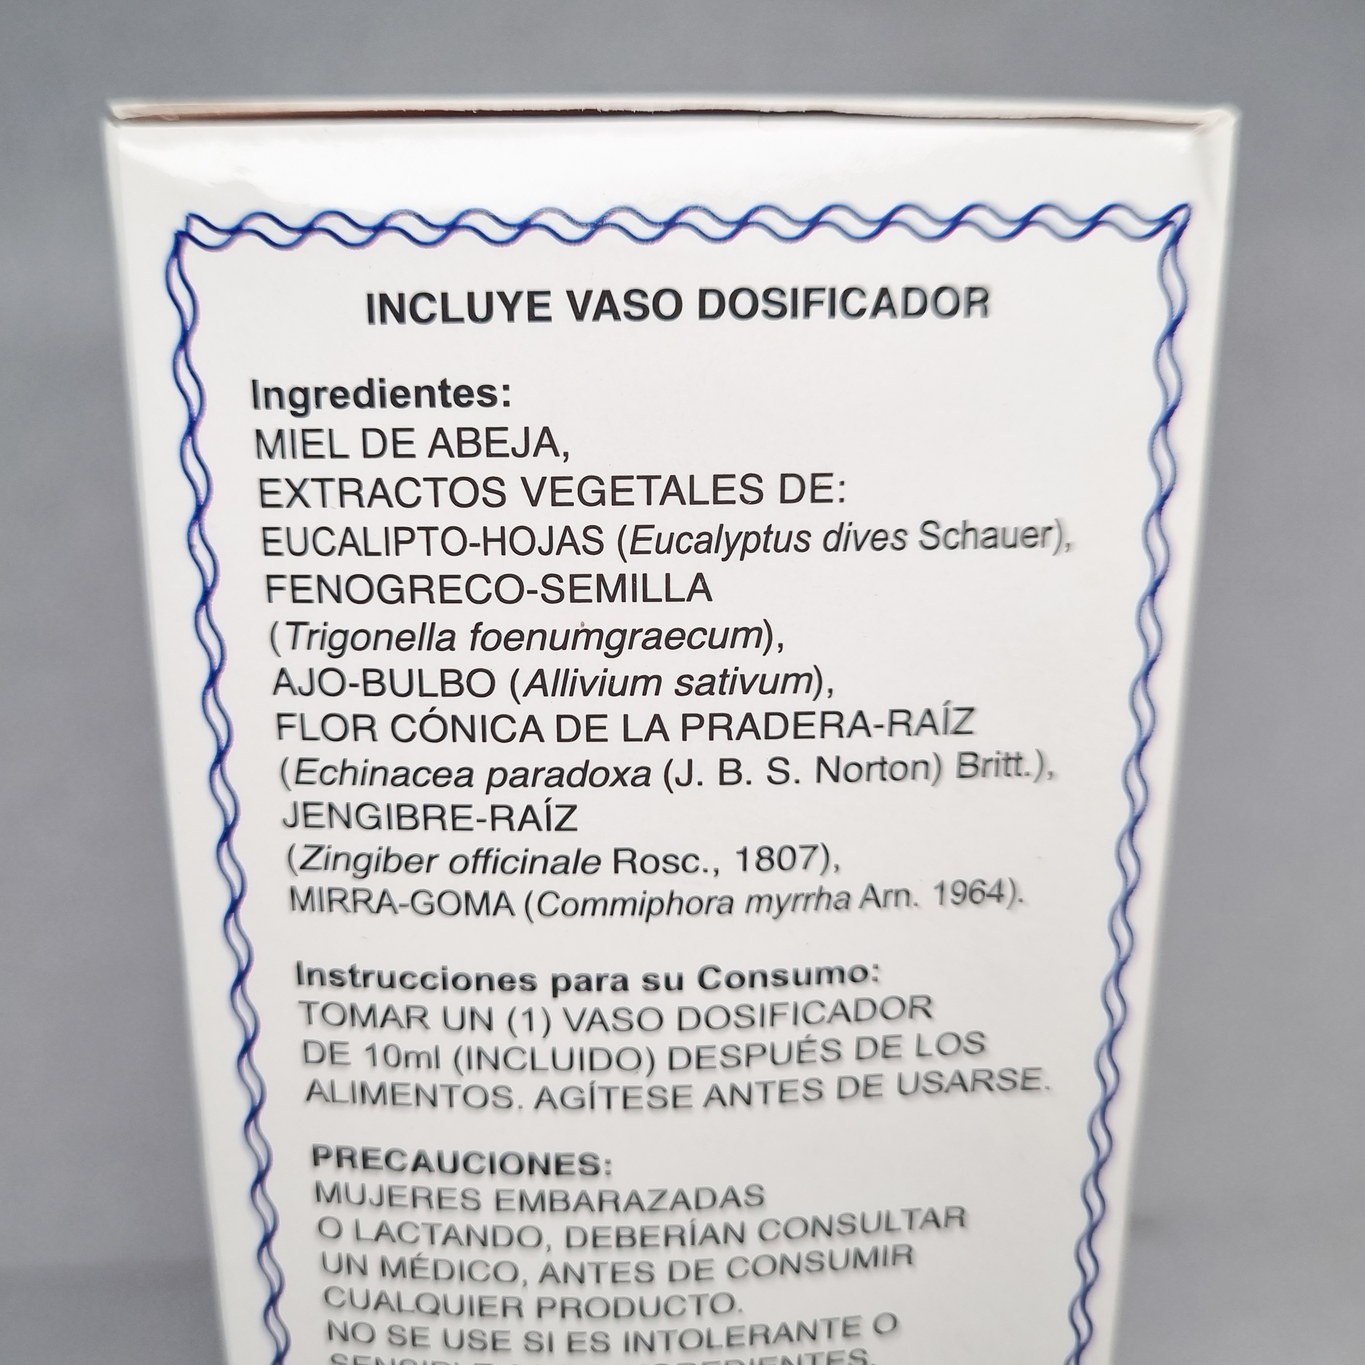 INCLUYE VASO DOSIFICADOR
Ingredientes:
MIEL DE ABEJA,
EXTRACTOS VEGETALES DE:
EUCALIPTO-HOJAS (Eucalyptus dives Schauer),
FENOGRECO-SEMILLA
(Trigonella foenumgraecum),
AJO-BULBO (Allivium sativum),
FLOR CÓNICA DE LA PRADERA-RAÍZ
(Echinacea paradoxa (J. B. S. Norton) Britt.),
JENGIBRE-RAÍZ
(Zingiber officinale Rosc., 1807),
MIRRA-GOMA (Commiphora myrrha Arn. 1964).
Instrucciones para su Consumo:
TOMAR UN (1) VASO DOSIFICADOR
DE 10ml (INCLUIDO) DESPUÉS DE LOS
ALIMENTOS. AGÍTESE ANTES DE USARSE.
PRECAUCIONES:
MUJERES EMBARAZADAS
O LACTANDO, DEBERÍAN CONSULTAR
UN MÉDICO, ANTES DE CONSUMIR
CUALQUIER PRODUCTO.
NO SE USE SI ES INTOLERANTE O